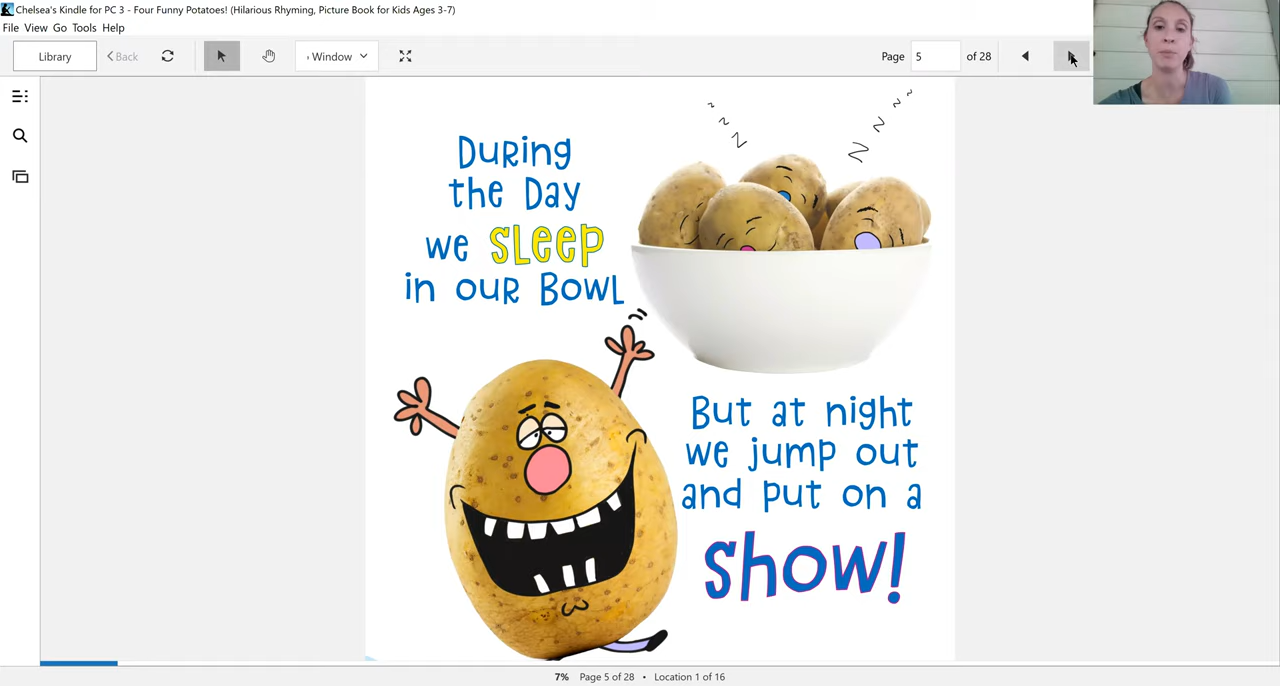 Chelsea's Kindle for PC 3 - Four Funny Potatoes! (Hilarious Rhyming, Picture Book for Kids Ages 3-7)
File View Go Tools Help
Library
Back
Window
Page 5 of 28
z z z
z z z z
During
the Day
we sleep
in our Bowl
But at night
we jump out
and put on a
show!
7% Page 5 of 28 Location 1 of 16